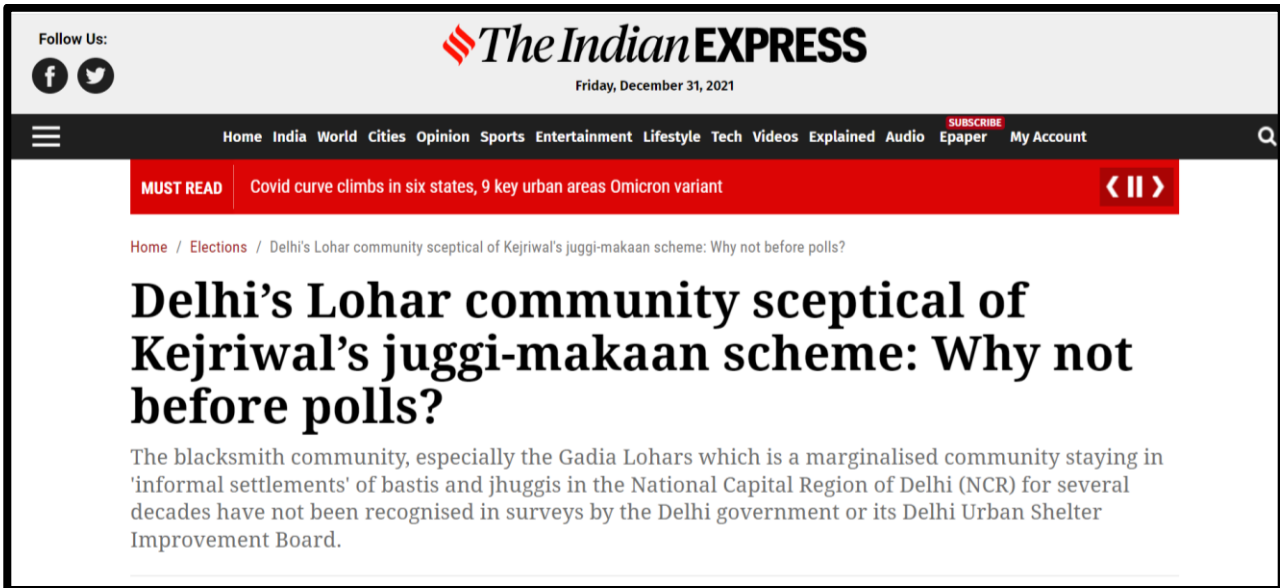 Follow Us:
The Indian EXPRESS
Friday, December 31, 2021
SUBSCRIBE
Home India World Cities Opinion Sports Entertainment Lifestyle Tech Videos Explained Audio Epaper My Account
MUST READ Covid curve climbs in six states, 9 key urban areas Omicron variant
Home / Elections / Delhi's Lohar community sceptical of Kejriwal's juggi-makaan scheme: Why not before polls?
Delhi’s Lohar community sceptical of
Kejriwal’s juggi-makaan scheme: Why not
before polls?
The blacksmith community, especially the Gadia Lohars which is a marginalised community staying in
'informal settlements' of bastis and jhuggis in the National Capital Region of Delhi (NCR) for several
decades have not been recognised in surveys by the Delhi government or its Delhi Urban Shelter
Improvement Board.